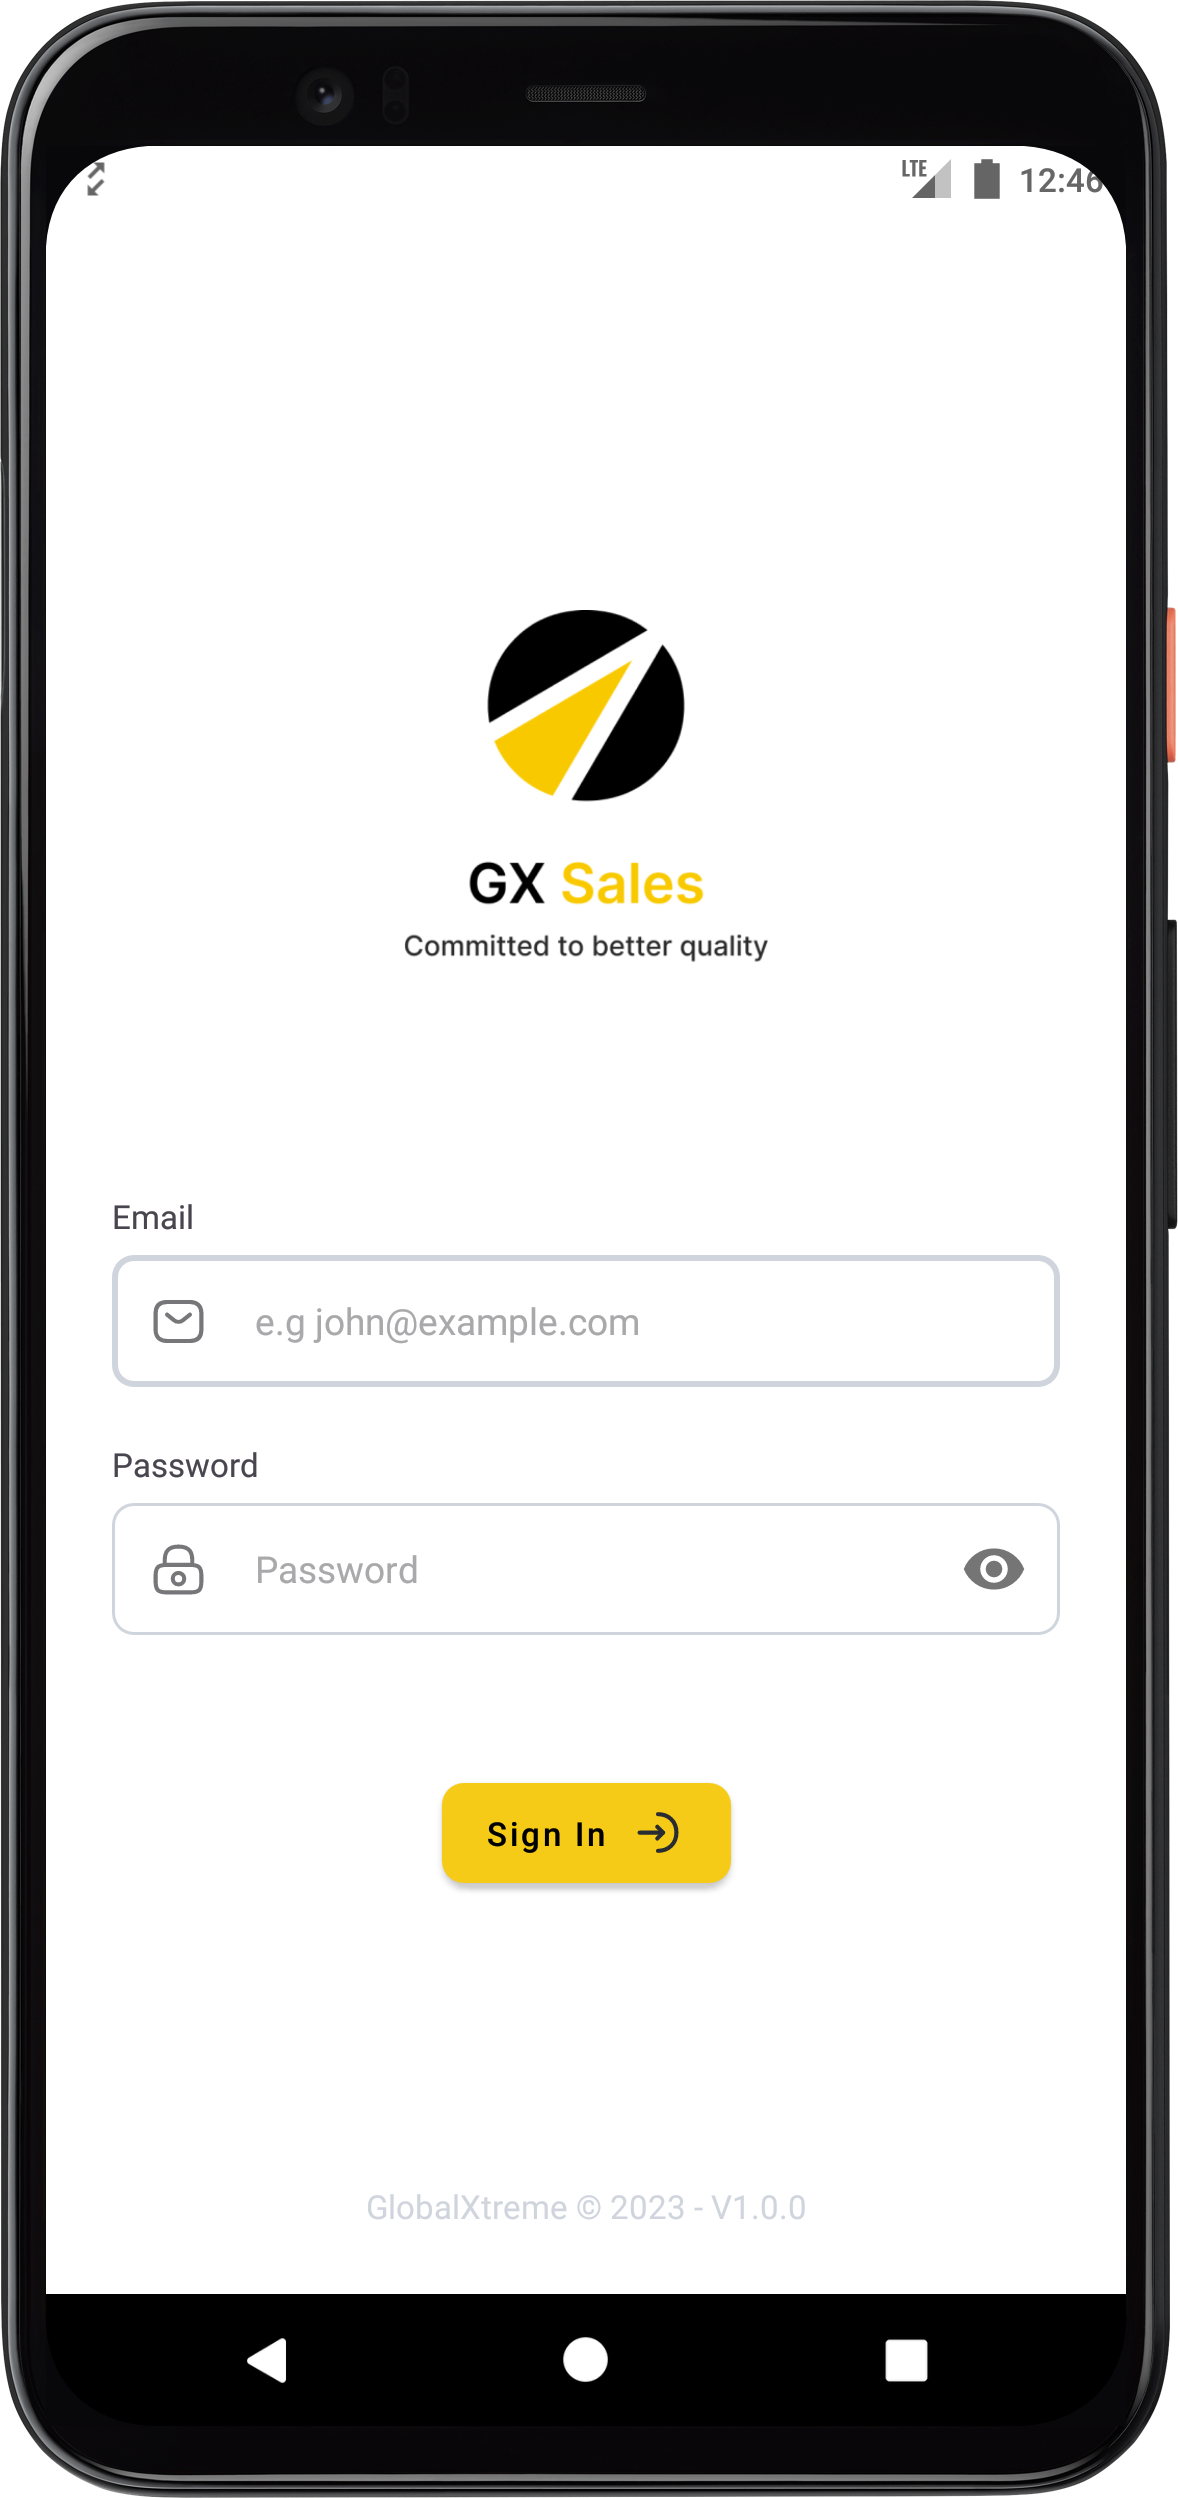 LTE 12:46
GX Sales
Committed to better quality
Email
e.g john@example.com
Password
Password
Sign In
GlobalXtreme © 2023 - V1.0.0